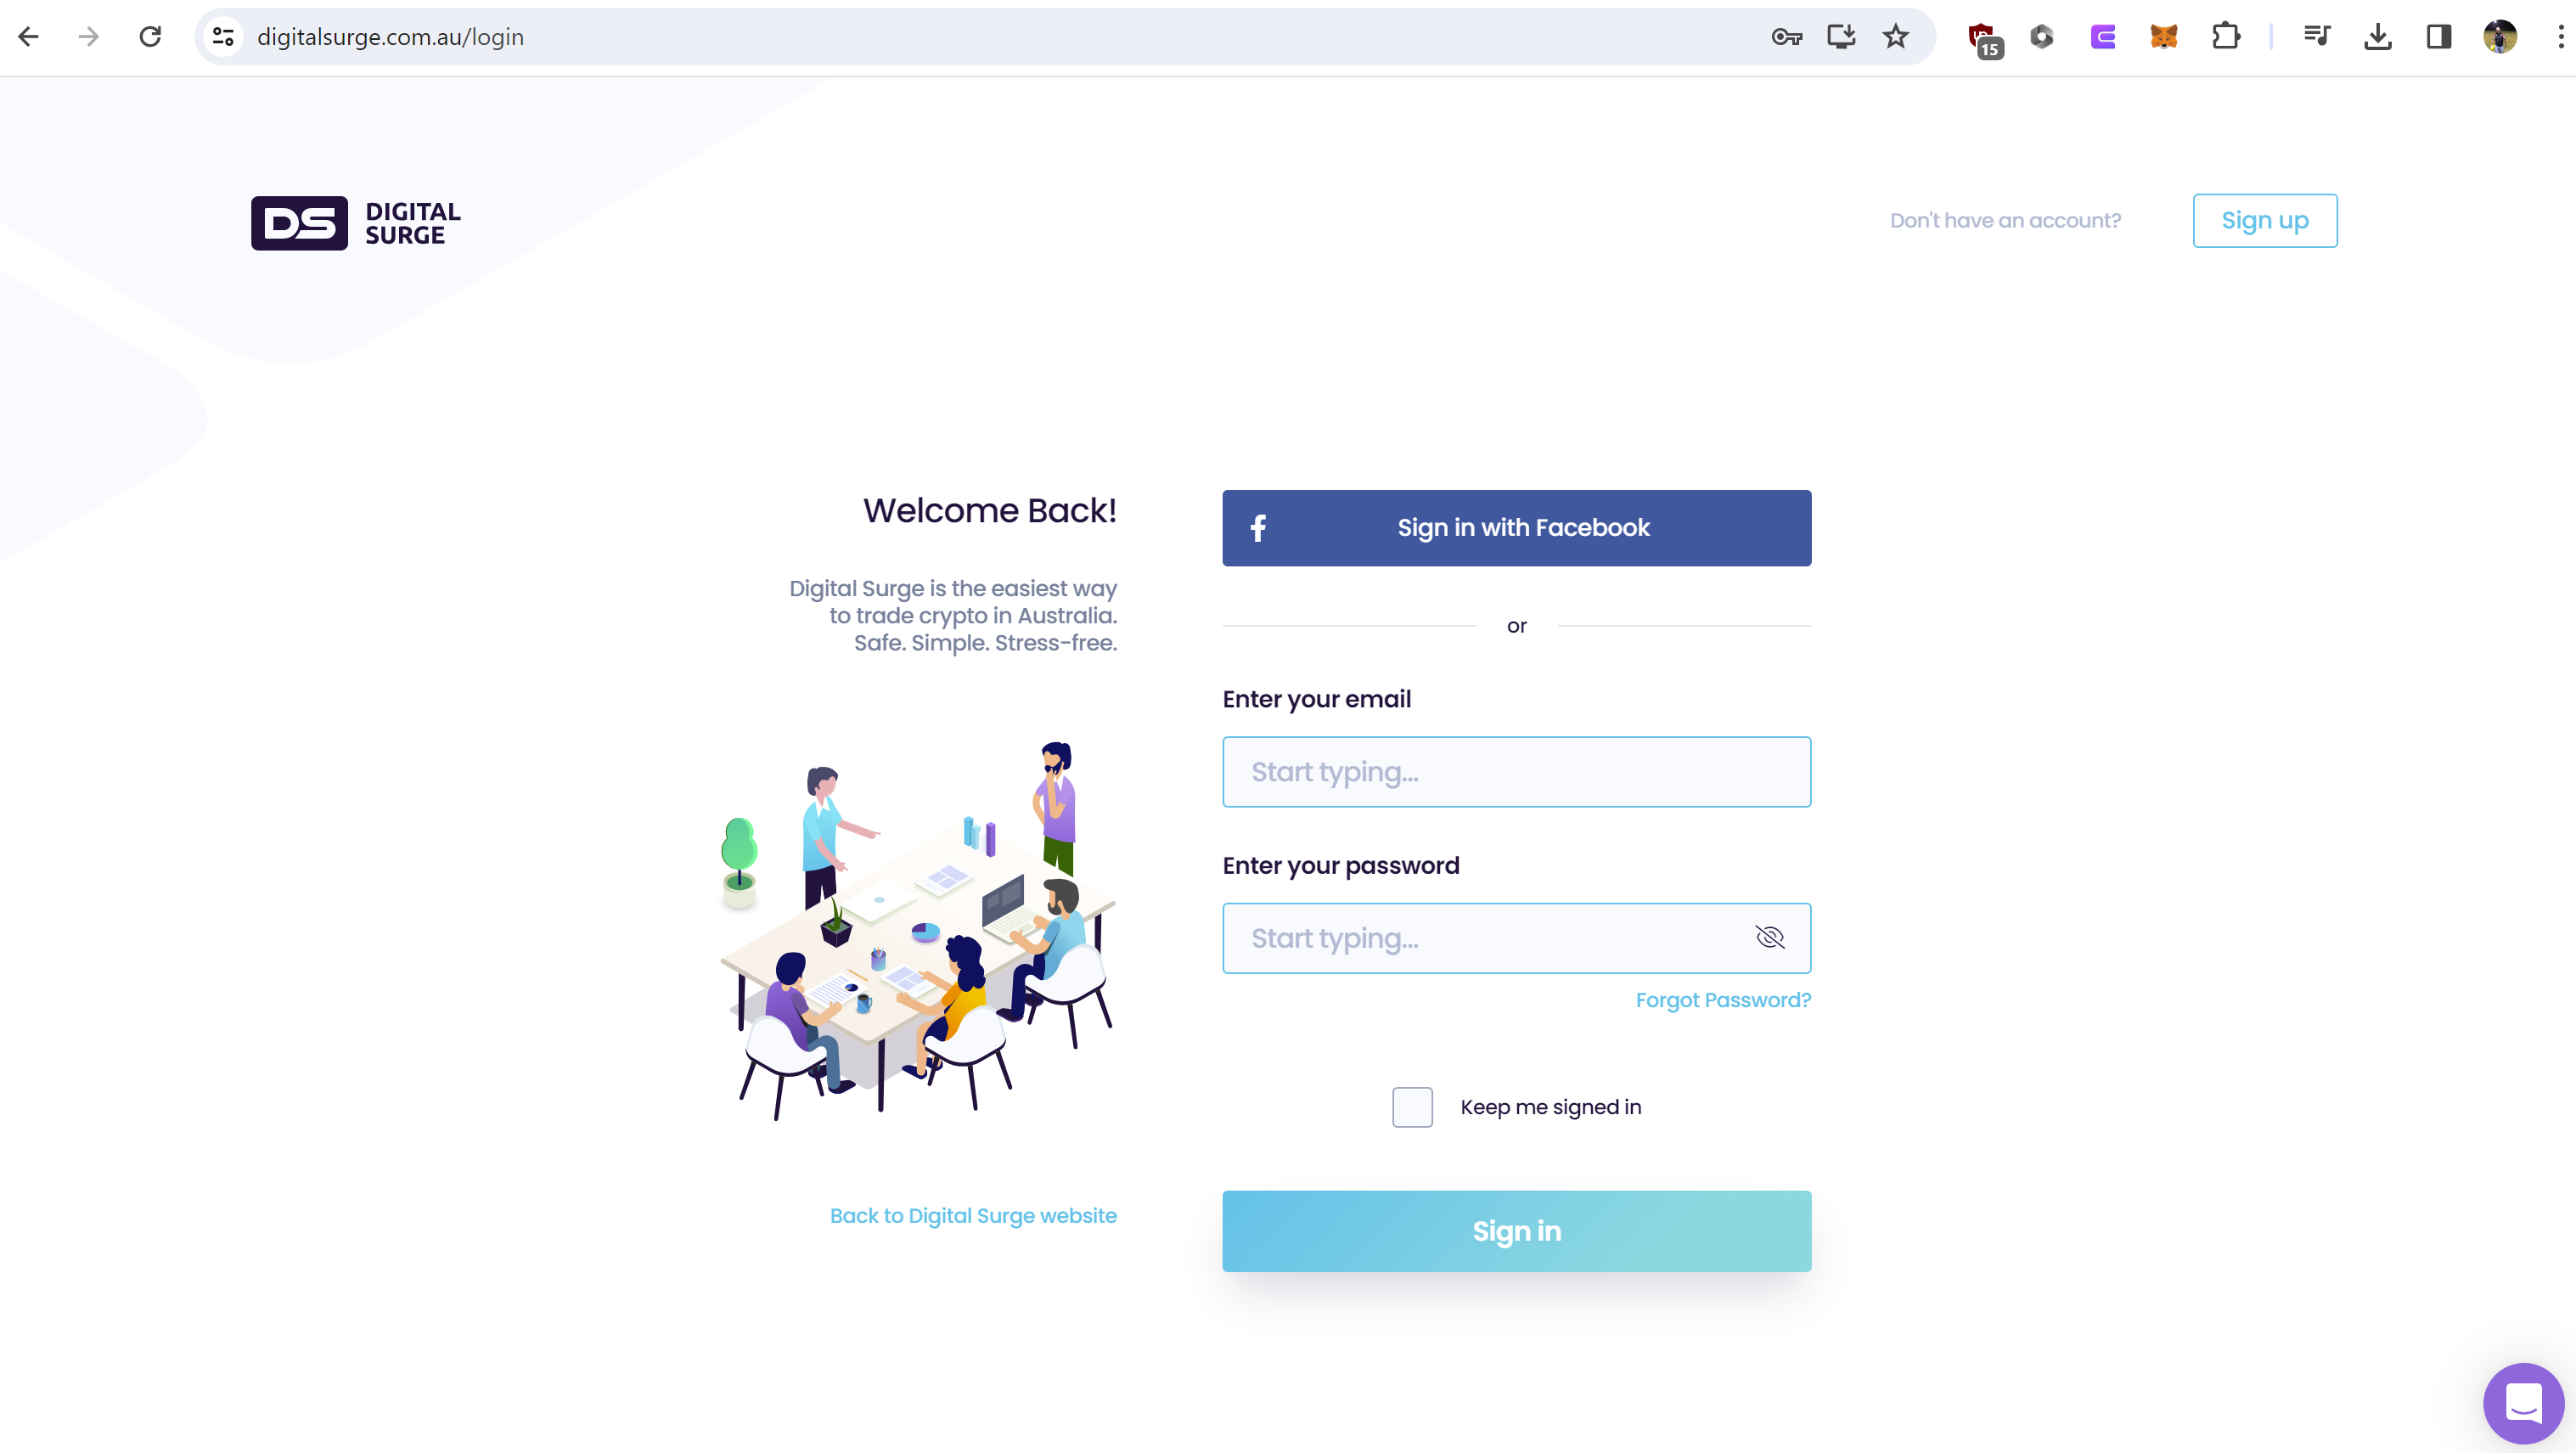 digitalsurge.com.au/login
15
DS DIGITAL
SURGE
Don't have an account?
Sign up
Welcome Back!
Digital Surge is the easiest way
to trade crypto in Australia.
Safe. Simple. Stress-free.
Back to Digital Surge website
Sign in with Facebook
or
Enter your email
Start typing...
Enter your password
Start typing...
Forgot Password?
Keep me signed in
Sign in